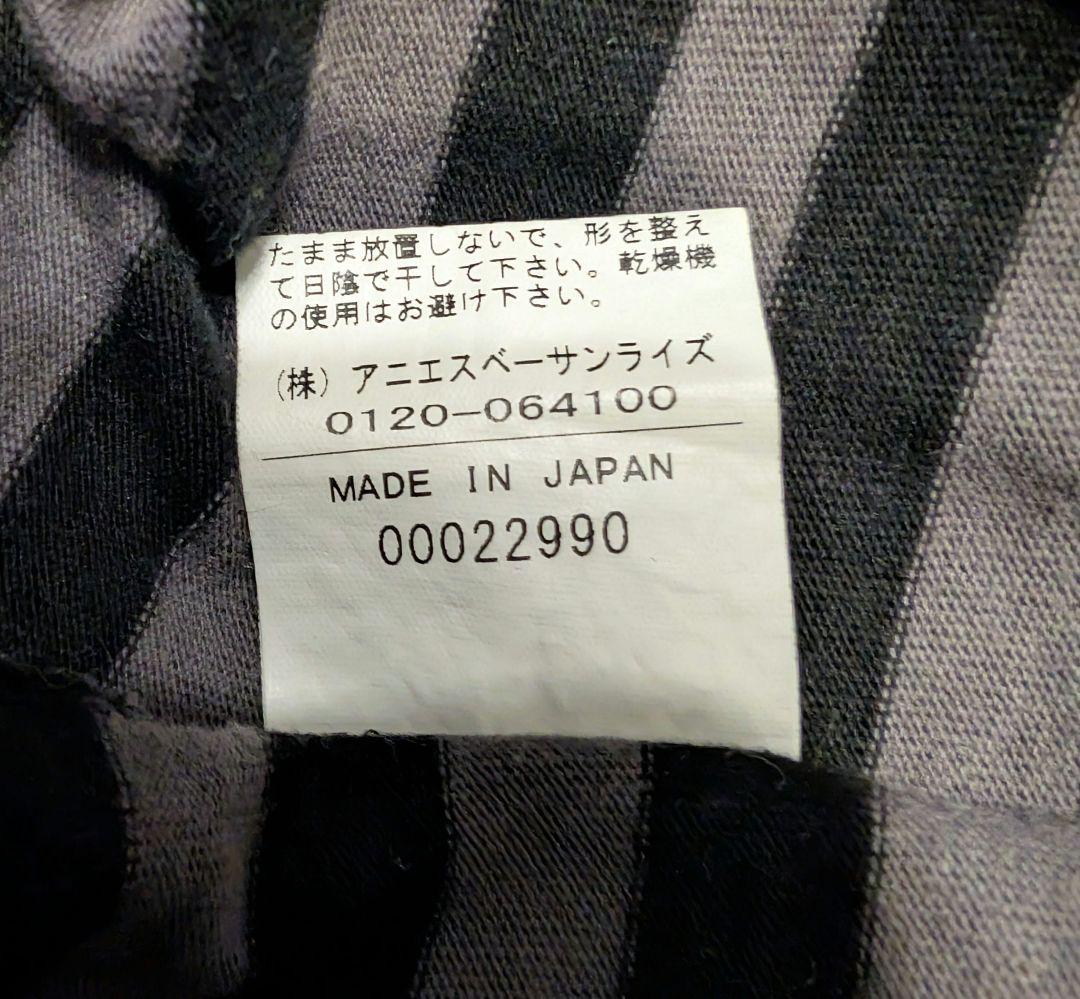 たまま放置しないで、形を整え
て日陰で干して下さい。乾燥機
の使用はお避け下さい。
(株)アニエスベーサンライズ
0120-064100
MADE IN JAPAN
00022990